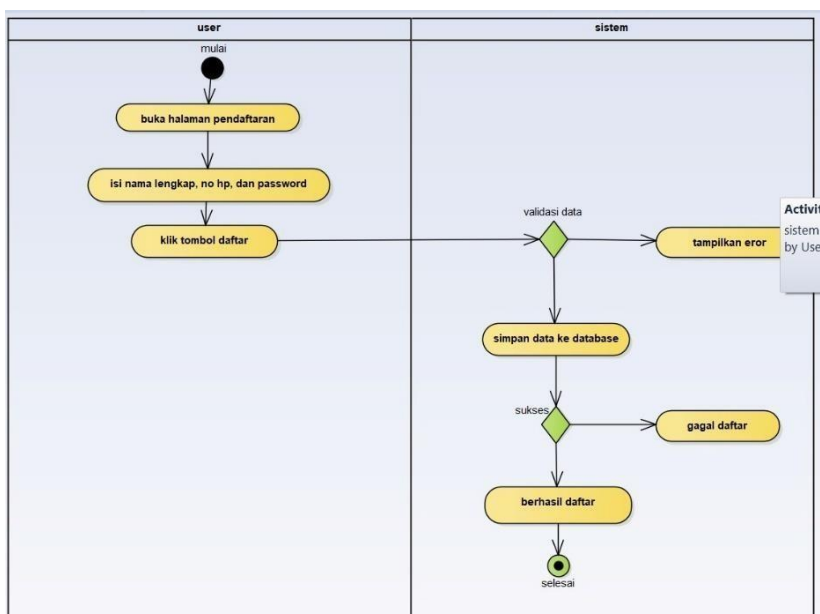 user
sistem
mulai
buka halaman pendaftaran
isi nama lengkap, no hp, dan password
klik tombol daftar
validasi data
tampilkan eror
Activit
sistem
by Use
simpan data ke database
sukses
gagal daftar
berhasil daftar
selesai